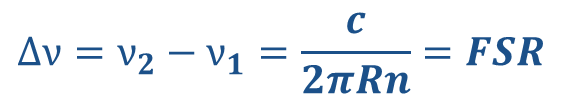 Δν = ν₂ − ν₁ = c / 2πRn = FSR